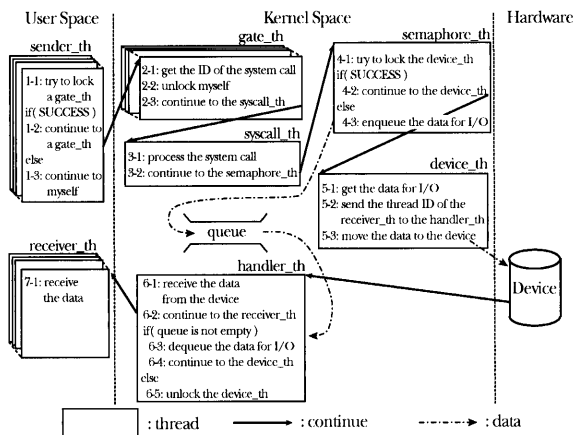 User Space
Kernel Space
Hardware
sender_th
1-1: try to lock
a gate_th
if( SUCCESS )
1-2: continue to
a gate_th
else
1-3: continue to
myself
gate_th
2-1: get the ID of the system call
2-2: unlock myself
2-3: continue to the syscall_th
syscall_th
3-1: process the system call
3-2: continue to the semaphore_th
semaphore_th
4-1: try to lock the device_th
if( SUCCESS )
4-2: continue to the device_th
else
4-3: enqueue the data for I/O
device_th
5-1: get the data for I/O
5-2: send the thread ID of the
receiver_th to the handler_th
5-3: move the data to the device
queue
receiver_th
7-1: receive
the data
handler_th
6-1: receive the data
from the device
6-2: continue to the receiver_th
if( queue is not empty )
6-3: dequeue the data for I/O
6-4: continue to the device_th
else
6-5: unlock the device_th
Device
: thread
: continue
: data